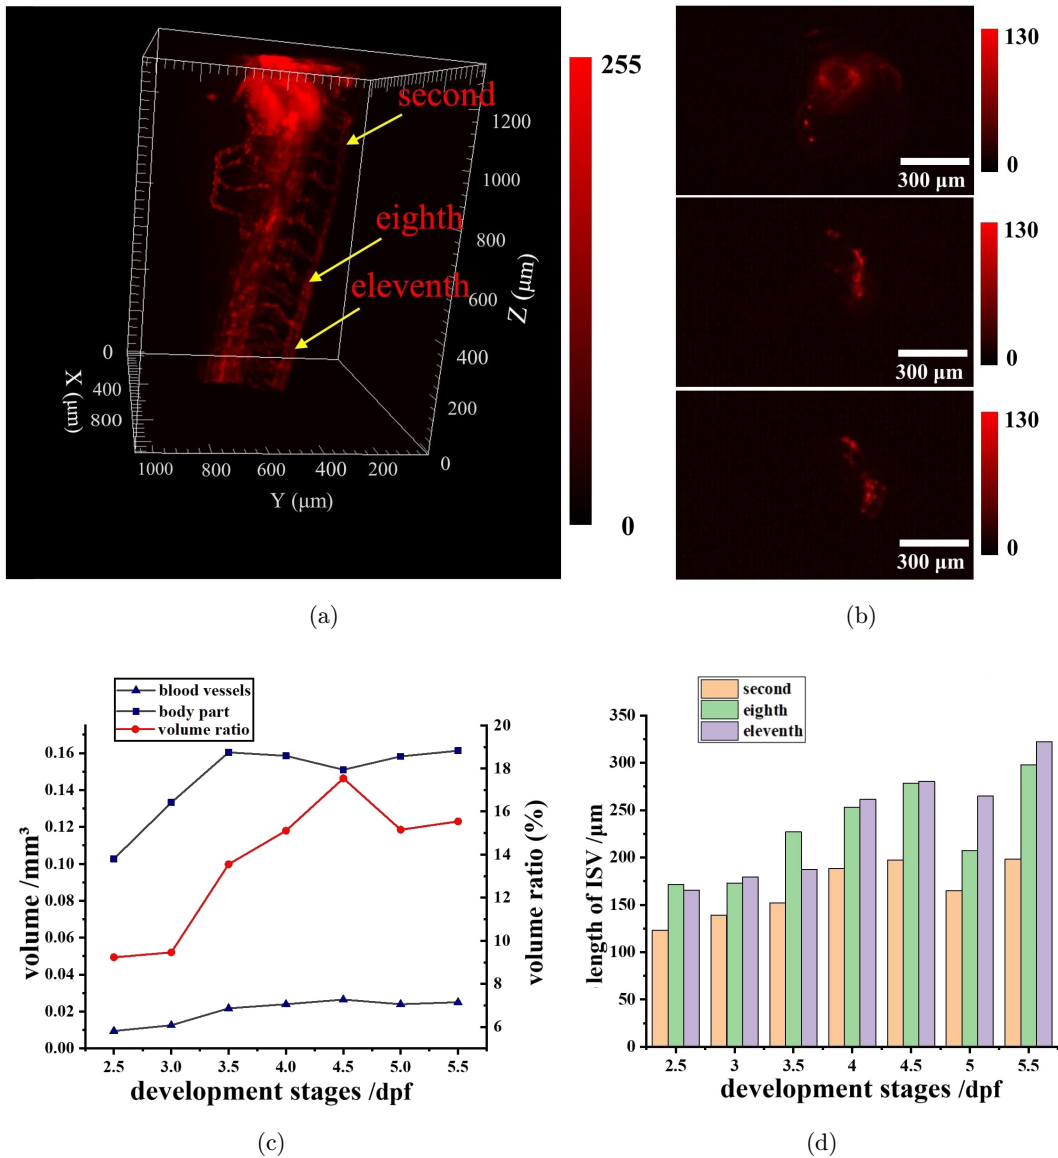 second
eighth
eleventh
0
400
800
X (µm)
1000
800
600
400
200
Y (µm)
0
200
400
600
800
1000
1200
Z (µm)
255
0
(a)
130
0
300 µm
130
0
300 µm
130
0
300 µm
(b)
blood vessels
body part
volume ratio
0.16
0.14
0.12
0.10
0.08
0.06
0.04
0.02
0.00
volume /mm³
20
19
18
16
14
12
10
9
8
7
6
volume ratio (%)
2.5 3.0 3.5 4.0 4.5 5.0 5.5
development stages /dpf
(c)
second
eighth
eleventh
350
300
250
200
150
100
50
0
length of ISV /µm
2.5 3 3.5 4 4.5 5 5.5
development stages /dpf
(d)